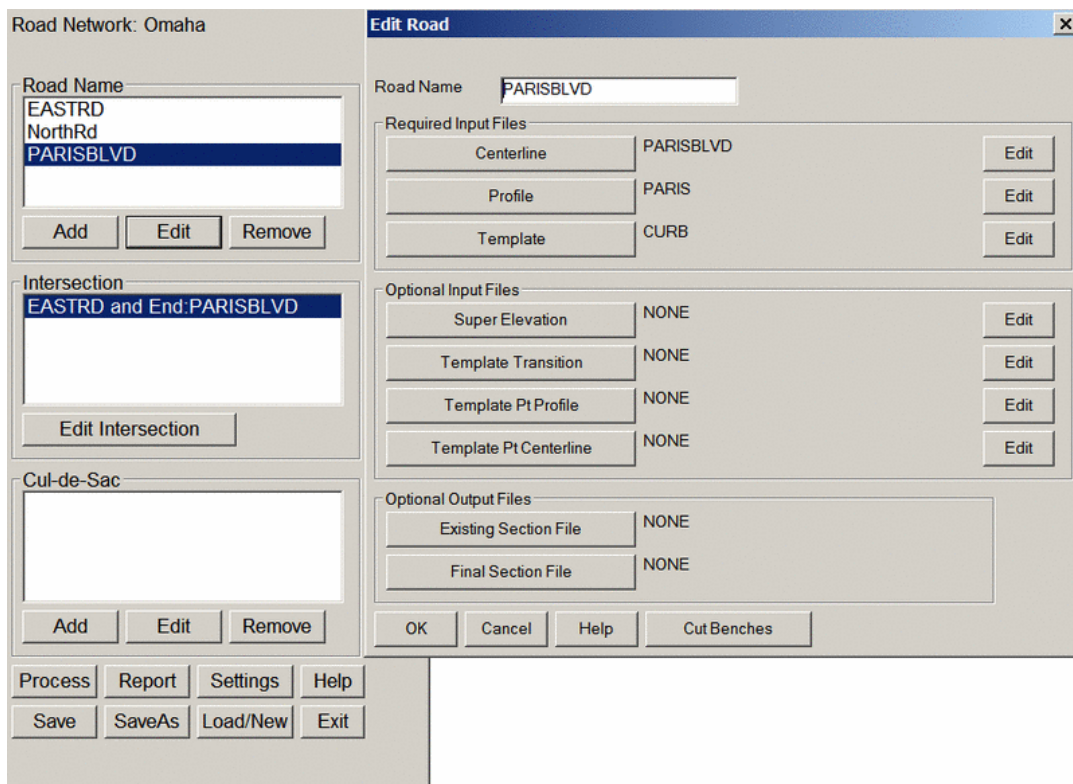 Road Network: Omaha
Road Name
EASTRD
NorthRd
PARISBLVD
Add Edit Remove
Intersection
EASTRD and End:PARISBLVD
Edit Intersection
Cul-de-Sac
Add Edit Remove
Process Report Settings Help
Save SaveAs Load/New Exit
Edit Road
Road Name PARISBLVD
Required Input Files
Centerline PARISBLVD Edit
Profile PARIS Edit
Template CURB Edit
Optional Input Files
Super Elevation NONE Edit
Template Transition NONE Edit
Template Pt Profile NONE Edit
Template Pt Centerline NONE Edit
Optional Output Files
Existing Section File NONE
Final Section File NONE
OK Cancel Help Cut Benches